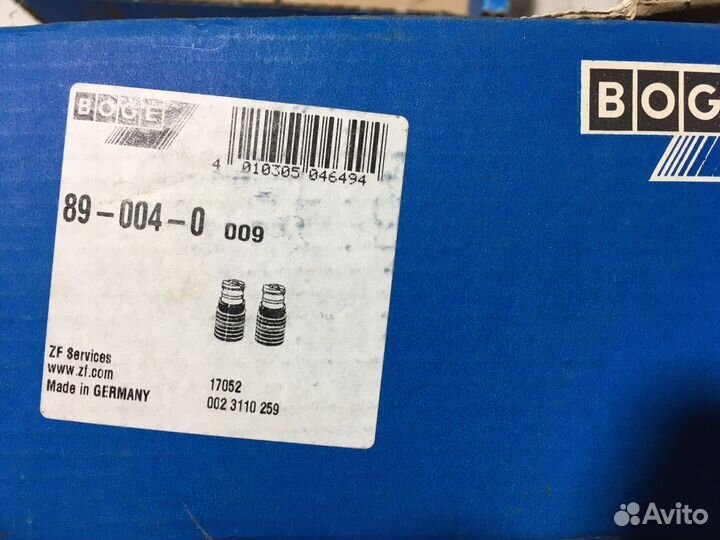 BOGE
BOG
4 010305 046494
89-004-0 009
ZF Services
www.zf.com
Made in GERMANY
17052
002 3110 259
Avito